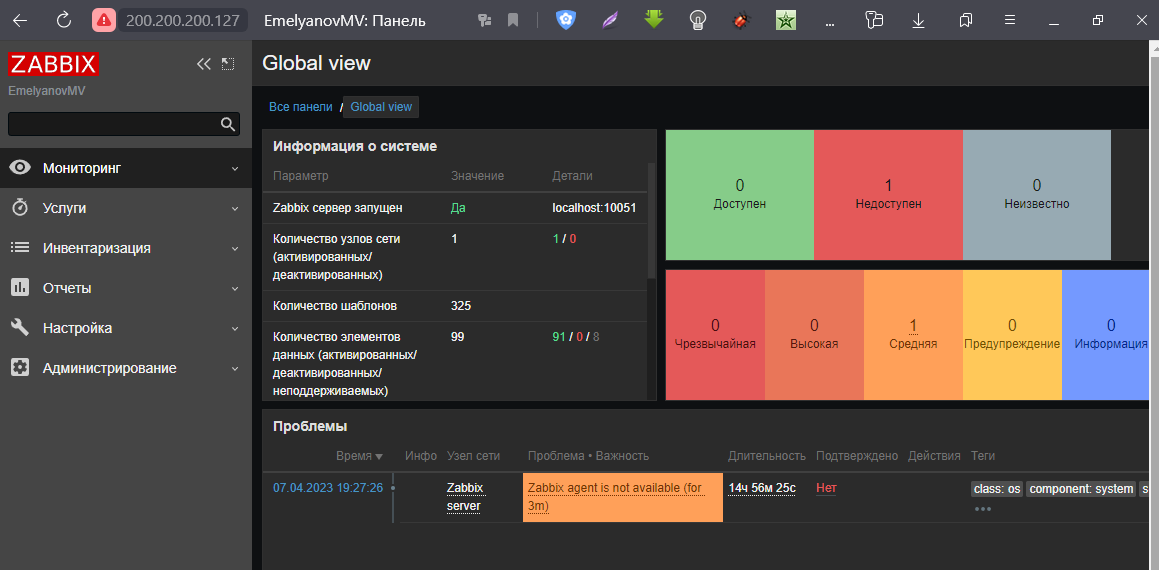 200.200.200.127 EmelyanovMV: Панель
...
ZABBIX
EmelyanovMV
Мониторинг
Услуги
Инвентаризация
Отчеты
Настройка
Администрирование
Global view
Все панели / Global view
Информация о системе
Параметр Значение Детали
Zabbix сервер запущен Да localhost:10051
Количество узлов сети 1 1 / 0
(активированных/
деактивированных)
Количество шаблонов 325
Количество элементов 99 91 / 0 / 8
данных (активированных/
деактивированных/
неподдерживаемых)
0 1 0
Доступен Недоступен Неизвестно
0 0 1 0 0
Чрезвычайная Высокая Средняя Предупреждение Информация
Проблемы
Время Инфо Узел сети Проблема • Важность Длительность Подтверждено Действия Теги
07.04.2023 19:27:26 Zabbix Zabbix agent is not available (for 14ч 56м 25с Нет class: os component: system s
server 3m)